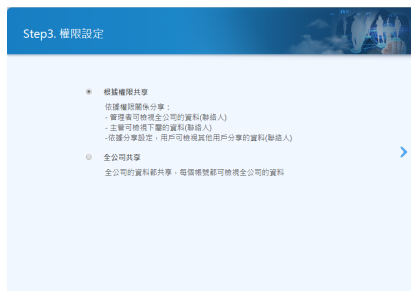 Step3. 權限設定
根據權限共享
依據權限關係分享：
- 管理者可檢視全公司的資料(聯絡人)
- 主管可檢視下屬的資料(聯絡人)
-依據分享設定，用戶可檢視其他用戶分享的資料(聯絡人)
全公司共享
全公司的資料都共享，每個帳號都可檢視全公司的資料